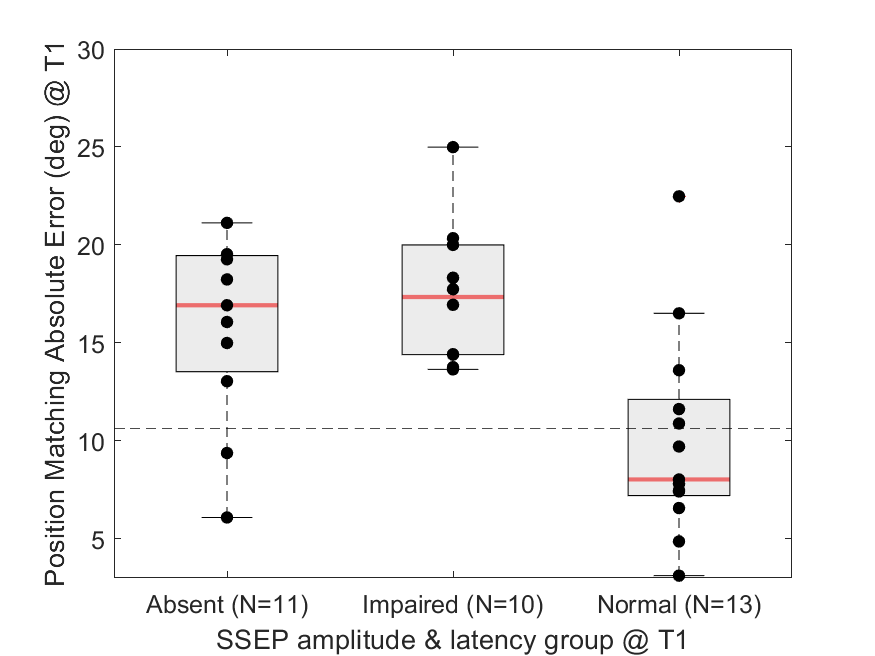 Position Matching Absolute Error (deg) @ T1
30
25
20
15
10
5
Absent (N=11) Impaired (N=10) Normal (N=13)
SSEP amplitude & latency group @ T1